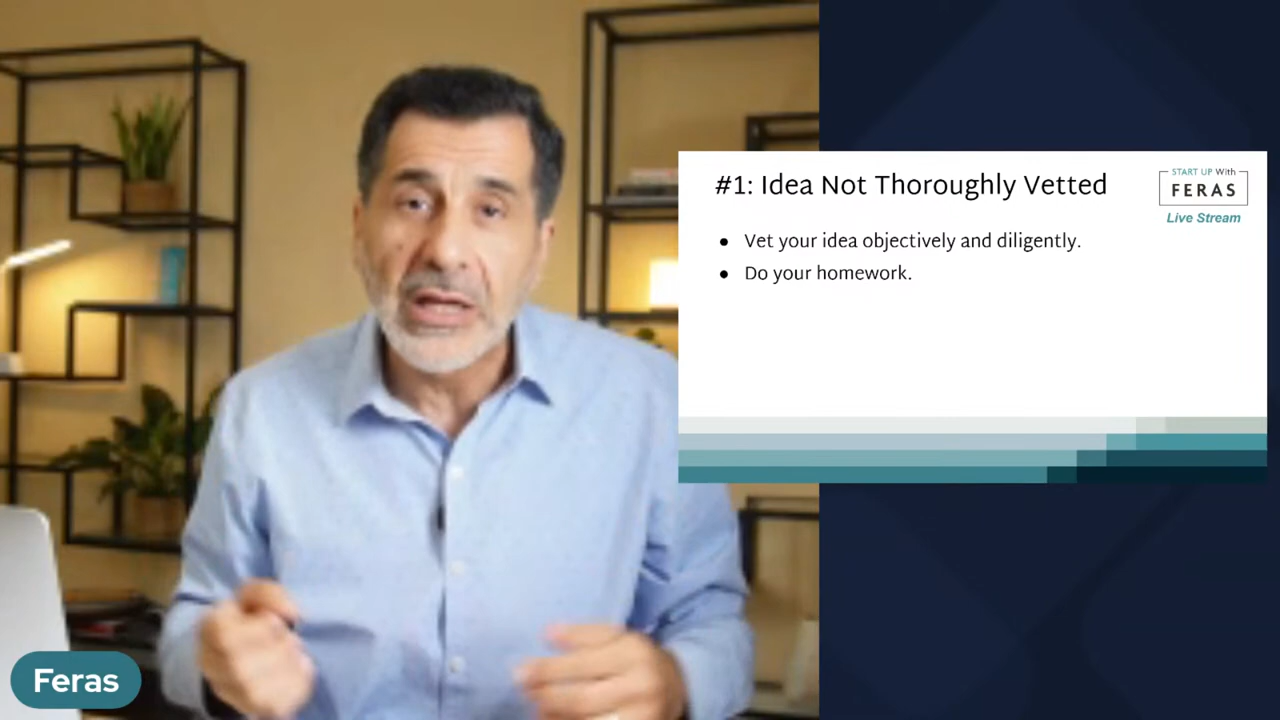 #1: Idea Not Thoroughly Vetted
START UP With
FERAS
Live Stream
● Vet your idea objectively and diligently.
● Do your homework.
Feras